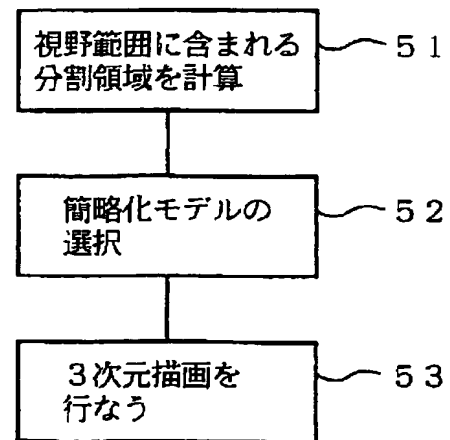 視野範囲に含まれる
分割領域を計算
５１
簡略化モデルの
選択
５２
３次元描画を
行なう
５３